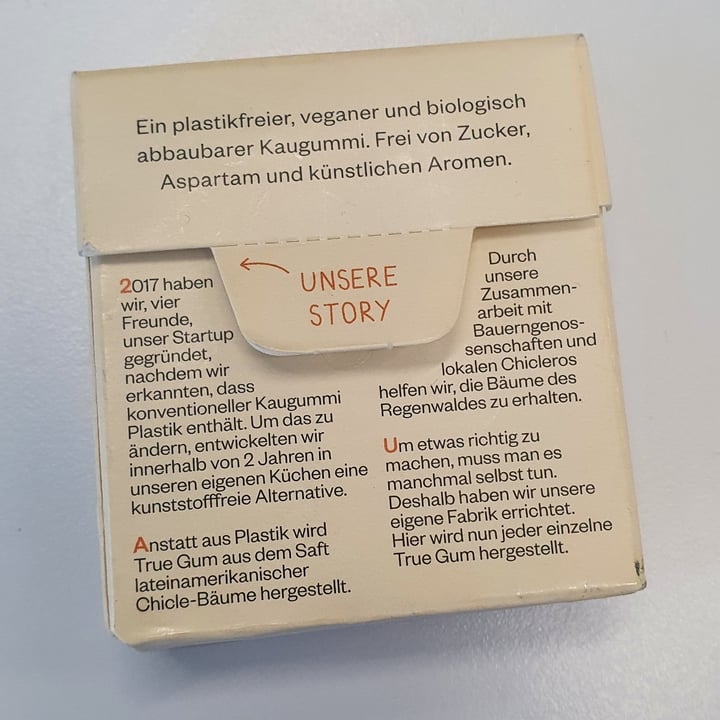 Ein plastikfreier, veganer und biologisch
abbaubarer Kaugummi. Frei von Zucker,
Aspartam und künstlichen Aromen.
UNSERE
STORY
2017 haben
wir, vier
Freunde,
unser Startup
gegründet,
nachdem wir
erkannten, dass
konventioneller Kaugummi
Plastik enthält. Um das zu
ändern, entwickelten wir
innerhalb von 2 Jahren in
unseren eigenen Küchen eine
kunststofffreie Alternative.
Anstatt aus Plastik wird
True Gum aus dem Saft
lateinamerikanischer
Chicle-Bäume hergestellt.
Durch
unsere
Zusammen-
arbeit mit
Bauerngenos-
senschaften und
lokalen Chicleros
helfen wir, die Bäume des
Regenwaldes zu erhalten.
Um etwas richtig zu
machen, muss man es
manchmal selbst tun.
Deshalb haben wir unsere
eigene Fabrik errichtet.
Hier wird nun jeder einzelne
True Gum hergestellt.